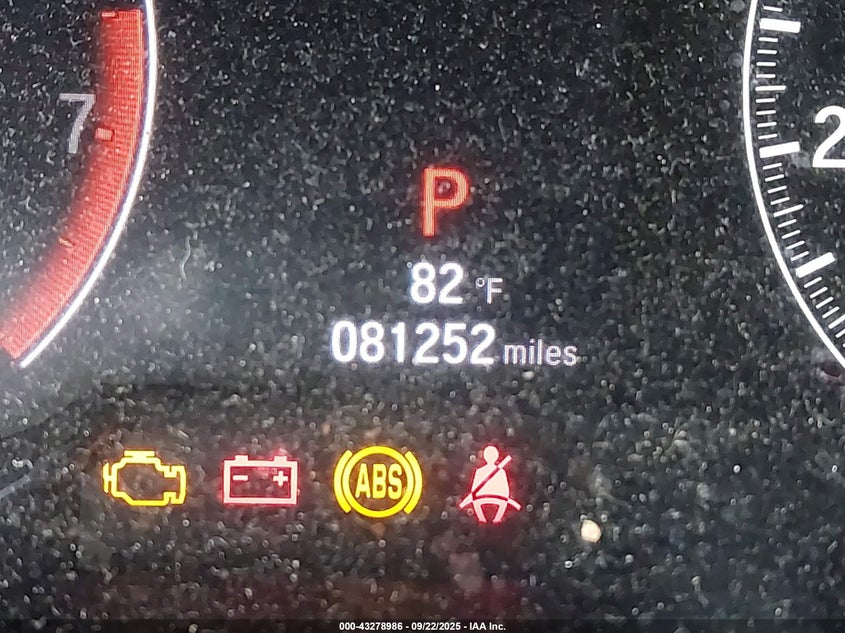 7
2
P
82 °F
081252 miles
- +
ABS
000-43278986 - 09/22/2025 - IAA Inc.